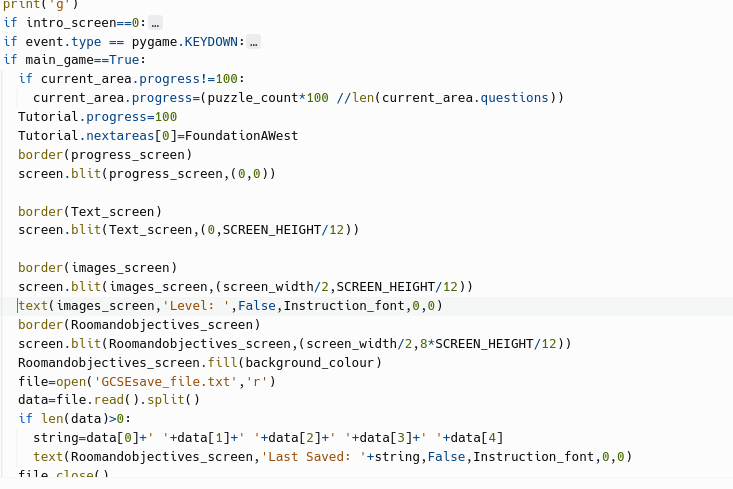 print('g')
if intro_screen==0: …
if event.type == pygame.KEYDOWN: …
if main_game==True:
  if current_area.progress!=100:
    current_area.progress=(puzzle_count*100 //len(current_area.questions))
  Tutorial.progress=100
  Tutorial.nextareas[0]=FoundationAWest
  border(progress_screen)
  screen.blit(progress_screen,(0,0))

  border(Text_screen)
  screen.blit(Text_screen,(0,SCREEN_HEIGHT/12))

  border(images_screen)
  screen.blit(images_screen,(screen_width/2,SCREEN_HEIGHT/12))
  text(images_screen,'Level: ',False,Instruction_font,0,0)
  border(Roomandobjectives_screen)
  screen.blit(Roomandobjectives_screen,(screen_width/2,8*SCREEN_HEIGHT/12))
  Roomandobjectives_screen.fill(background_colour)
  file=open('GCSEsave_file.txt','r')
  data=file.read().split()
  if len(data)>0:
    string=data[0]+' '+data[1]+' '+data[2]+' '+data[3]+' '+data[4]
    text(Roomandobjectives_screen,'Last Saved: '+string,False,Instruction_font,0,0)
  file.close()